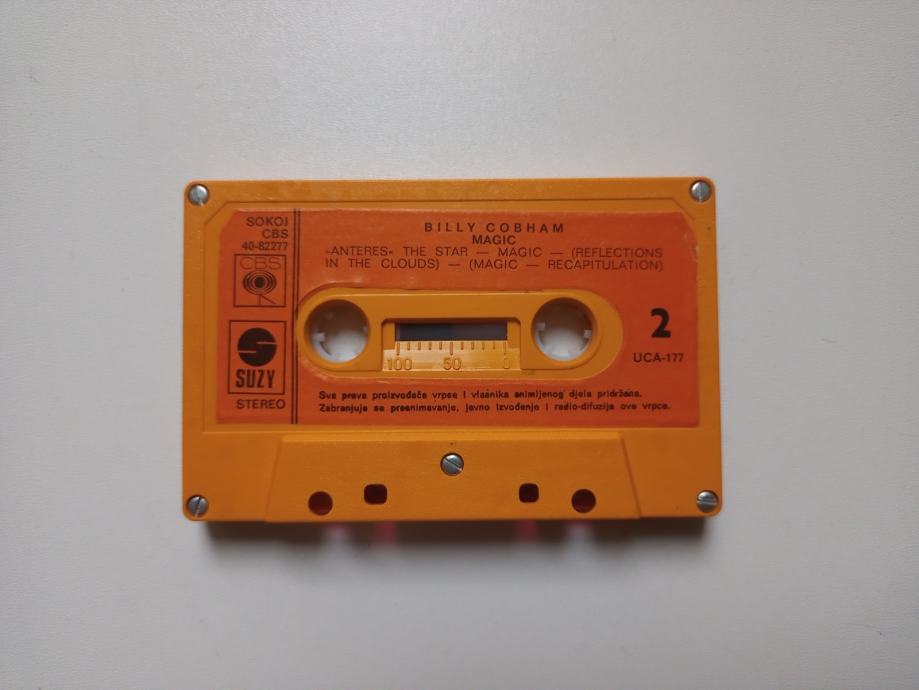 SOKOJ
CBS
40-82277
CBS
SUZY
STEREO
BILLY COBHAM
MAGIC
»ANTERES« THE STAR — MAGIC — (REFLECTIONS
IN THE CLOUDS) — (MAGIC — RECAPITULATION)
100 50 0
2
UCA-177
Sva prava proizvođača vrpce i vlasnika snimljenog djela pridržana.
Zabranjuje se presnimavanje, javno izvođenje i radio-difuzija ove vrpce.